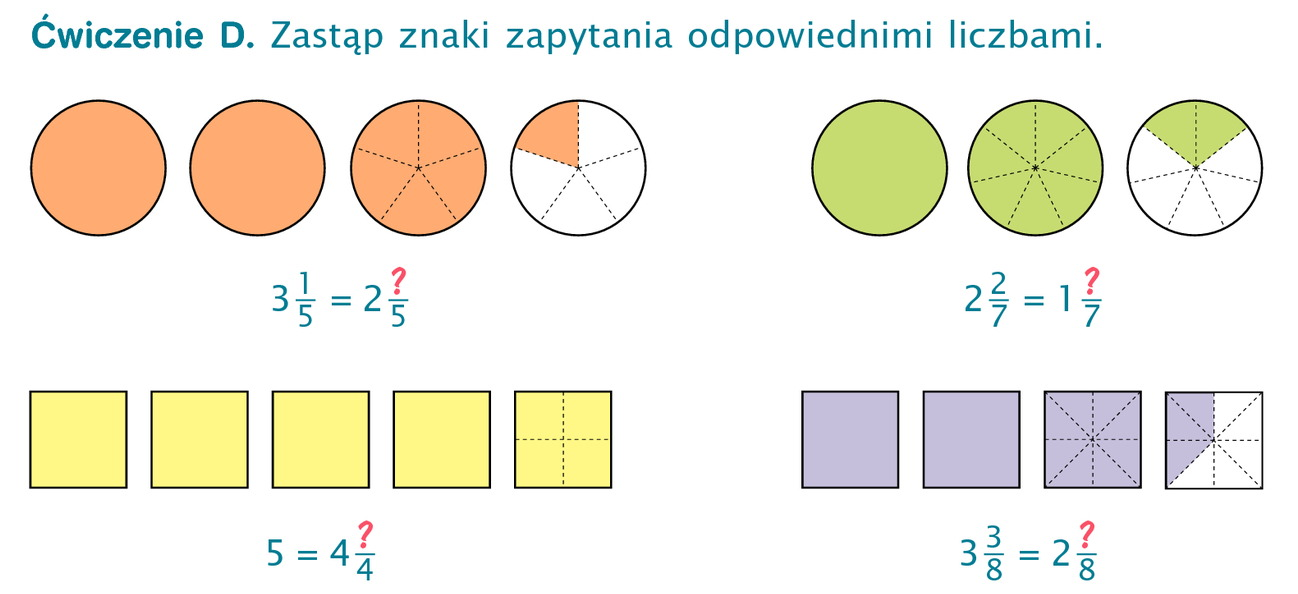 Ćwiczenie D. Zastąp znaki zapytania odpowiednimi liczbami.
3 1/5 = 2 ?/5
2 2/7 = 1 ?/7
5 = 4 ?/4
3 3/8 = 2 ?/8